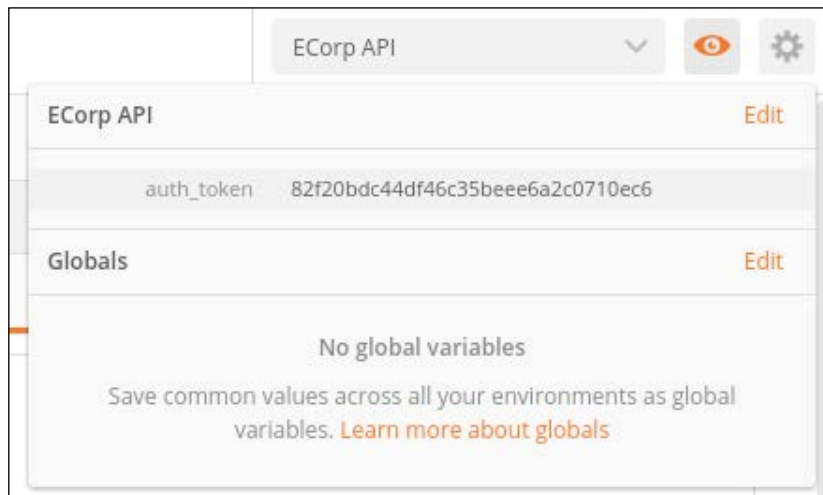 ECorp API
ECorp API Edit
auth_token 82f20bdc44df46c35beee6a2c0710ec6
Globals Edit
No global variables
Save common values across all your environments as global
variables. Learn more about globals